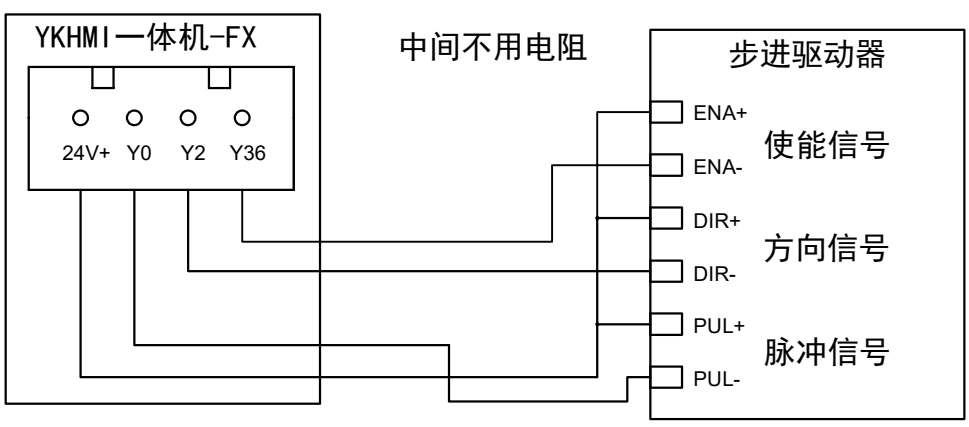 YKHMI一体机-FX
24V+ Y0 Y2 Y36
中间不用电阻
步进驱动器
ENA+
使能信号
ENA-
DIR+
方向信号
DIR-
PUL+
脉冲信号
PUL-